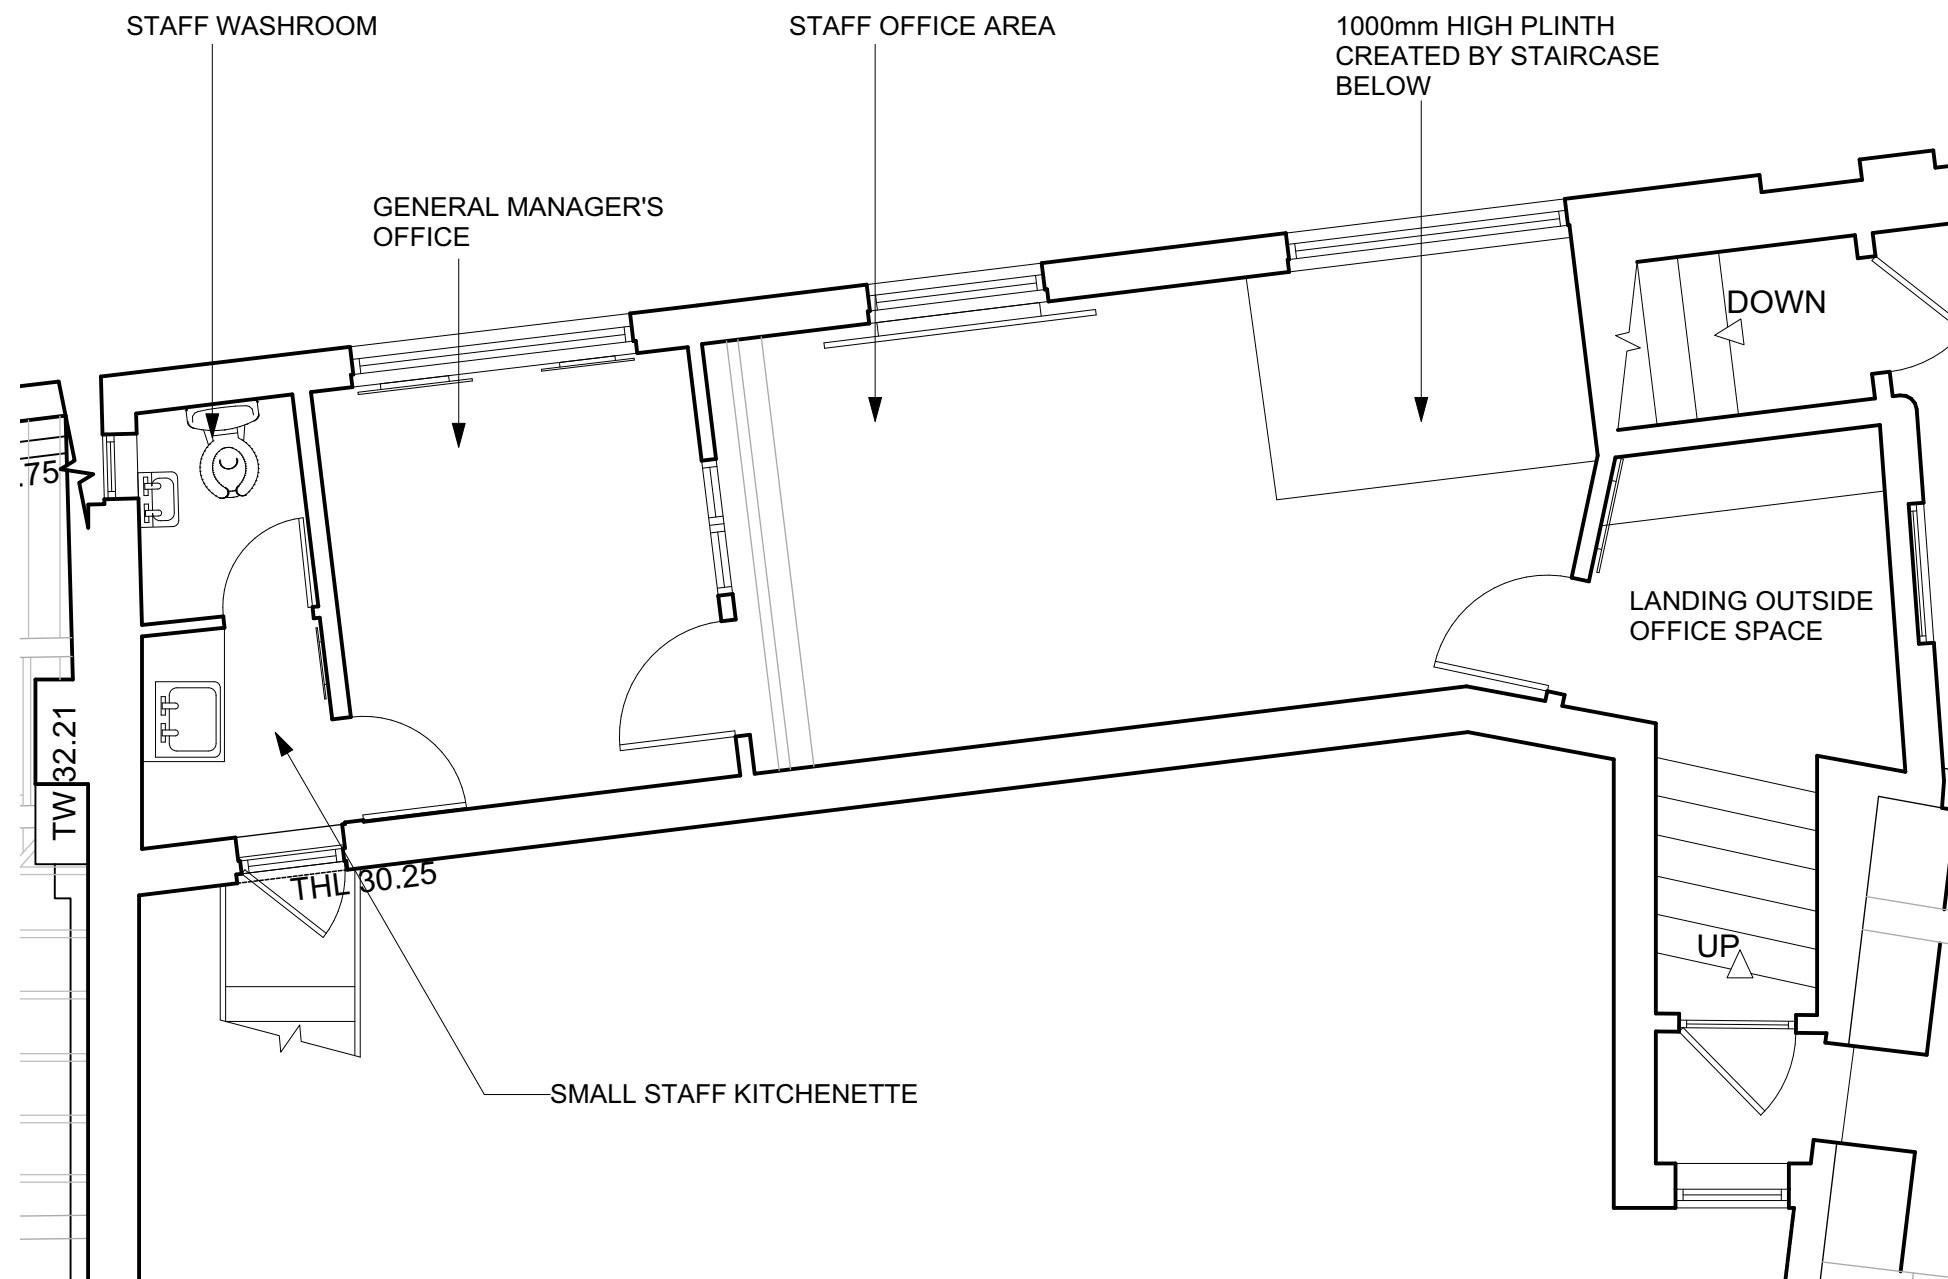 STAFF WASHROOM
STAFF OFFICE AREA
1000mm HIGH PLINTH
CREATED BY STAIRCASE
BELOW
GENERAL MANAGER'S
OFFICE
DOWN
.75
LANDING OUTSIDE
OFFICE SPACE
TW 32.21
THL 30.25
UP
SMALL STAFF KITCHENETTE